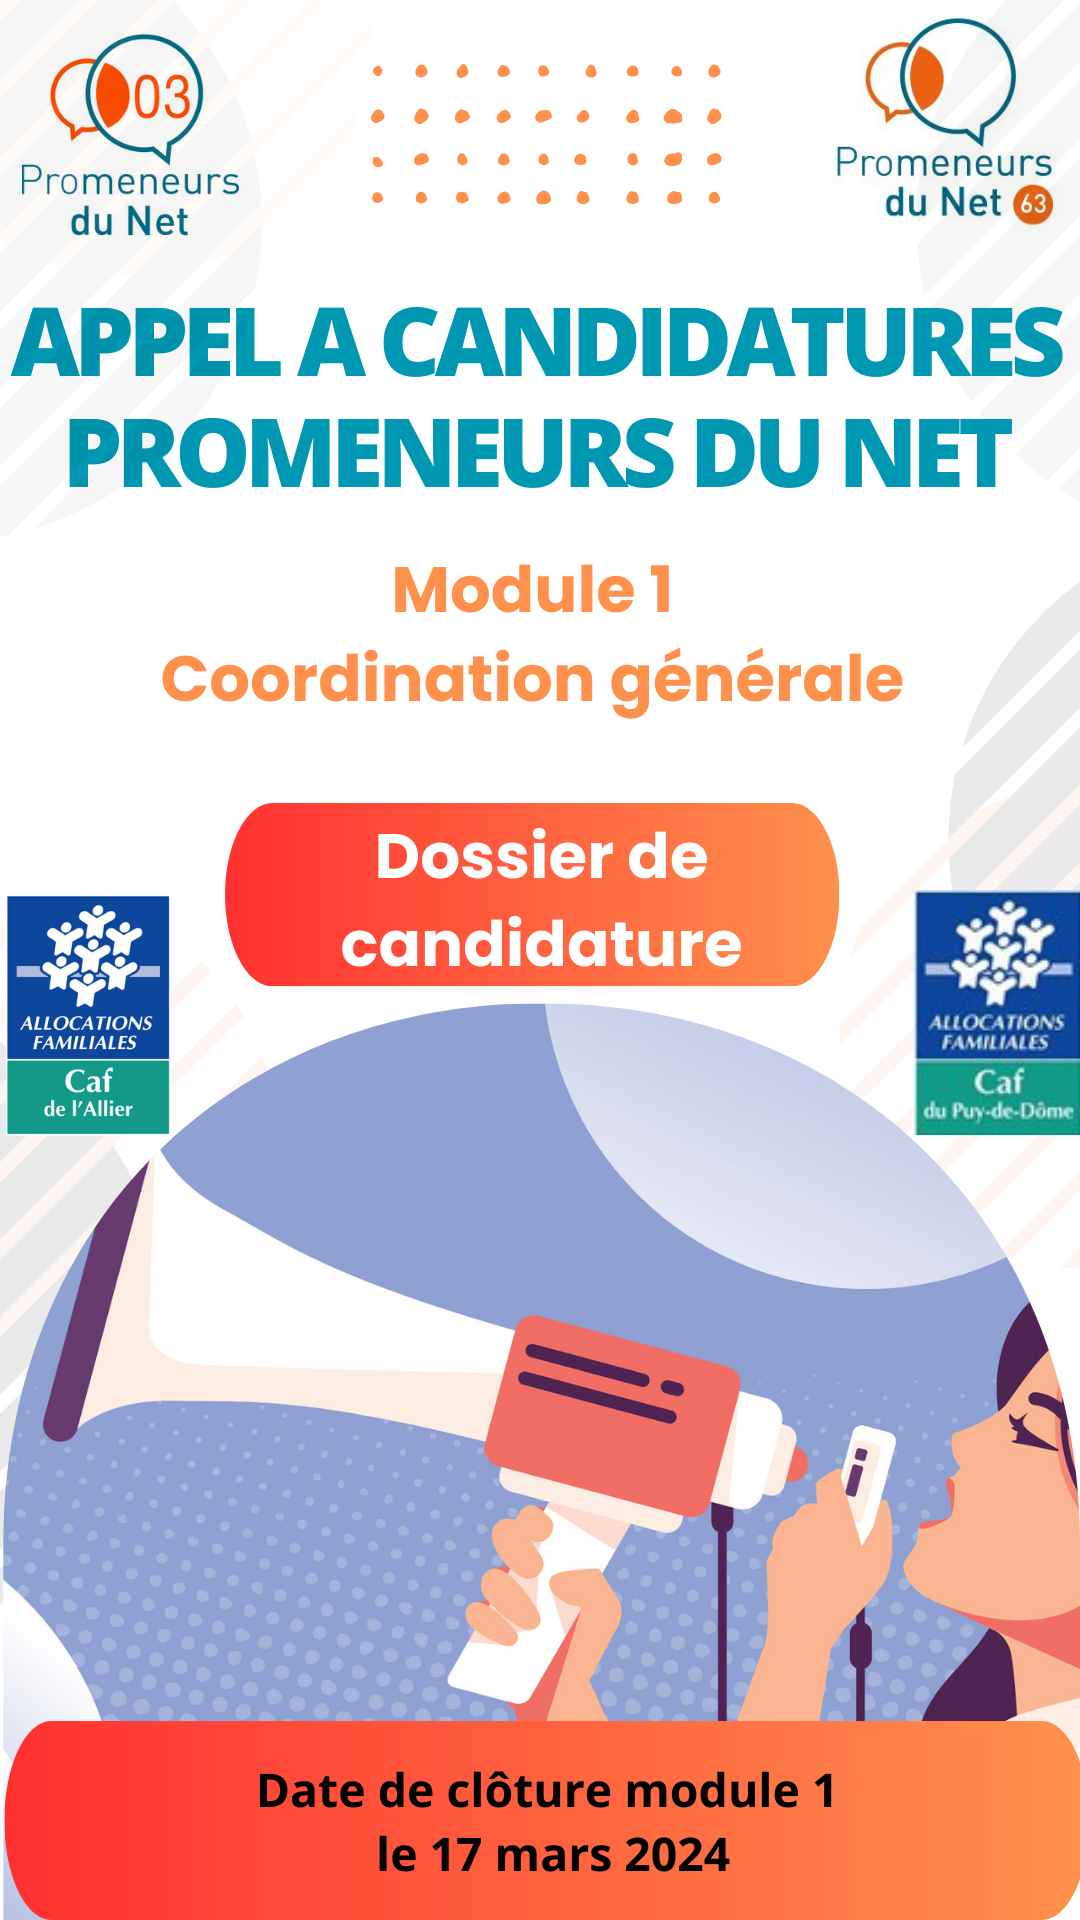 03
Promeneurs
du Net
Promeneurs
du Net 63
APPEL A CANDIDATURES
PROMENEURS DU NET
Module 1
Coordination générale
Dossier de
candidature
ALLOCATIONS
FAMILIALES
Caf
de l'Allier
ALLOCATIONS
FAMILIALES
Caf
du Puy-de-Dôme
Date de clôture module 1
le 17 mars 2024